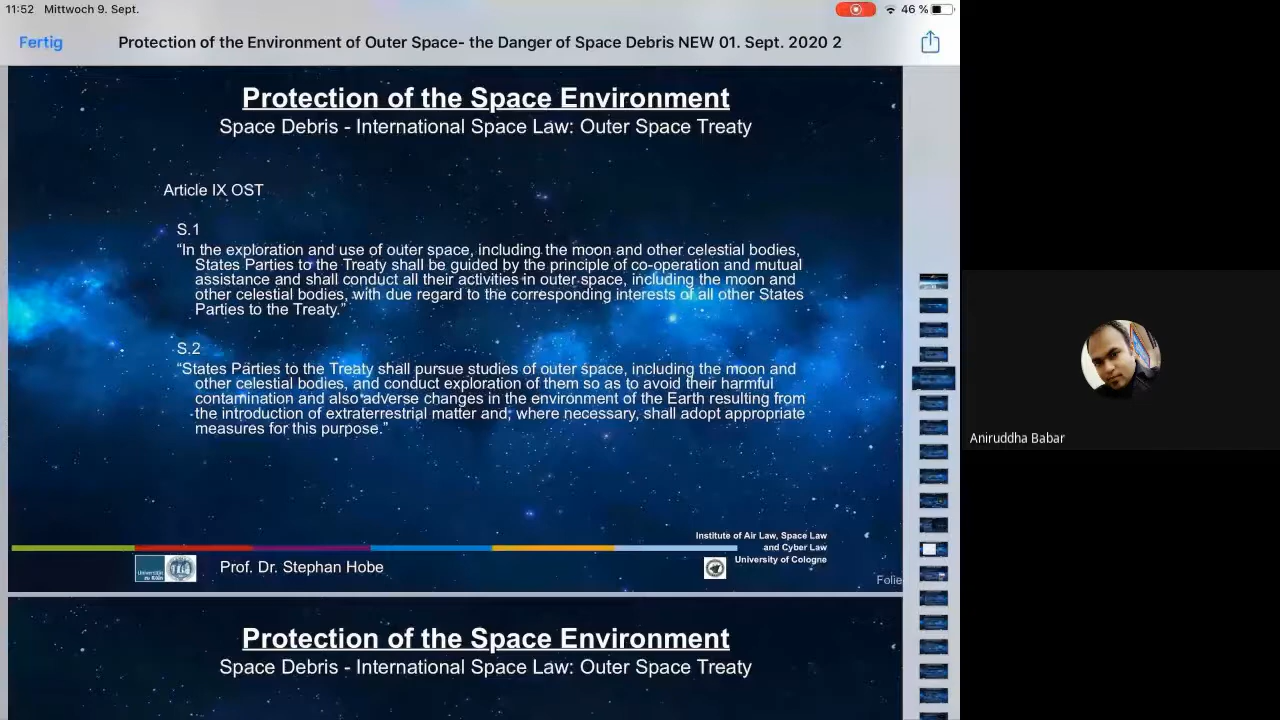 11:52 Mittwoch 9. Sept.
46 %
Fertig
Protection of the Environment of Outer Space- the Danger of Space Debris NEW 01. Sept. 2020 2
Protection of the Space Environment
Space Debris - International Space Law: Outer Space Treaty
Article IX OST
S.1
“In the exploration and use of outer space, including the moon and other celestial bodies,
States Parties to the Treaty shall be guided by the principle of co-operation and mutual
assistance and shall conduct all their activities in outer space, including the moon and
other celestial bodies, with due regard to the corresponding interests of all other States
Parties to the Treaty.”
S.2
“States Parties to the Treaty shall pursue studies of outer space, including the moon and
other celestial bodies, and conduct exploration of them so as to avoid their harmful
contamination and also adverse changes in the environment of the Earth resulting from
the introduction of extraterrestrial matter and, where necessary, shall adopt appropriate
measures for this purpose.”
Institute of Air Law, Space Law
and Cyber Law
University of Cologne
Universität
zu Köln
Prof. Dr. Stephan Hobe
Folie
Protection of the Space Environment
Space Debris - International Space Law: Outer Space Treaty
Aniruddha Babar